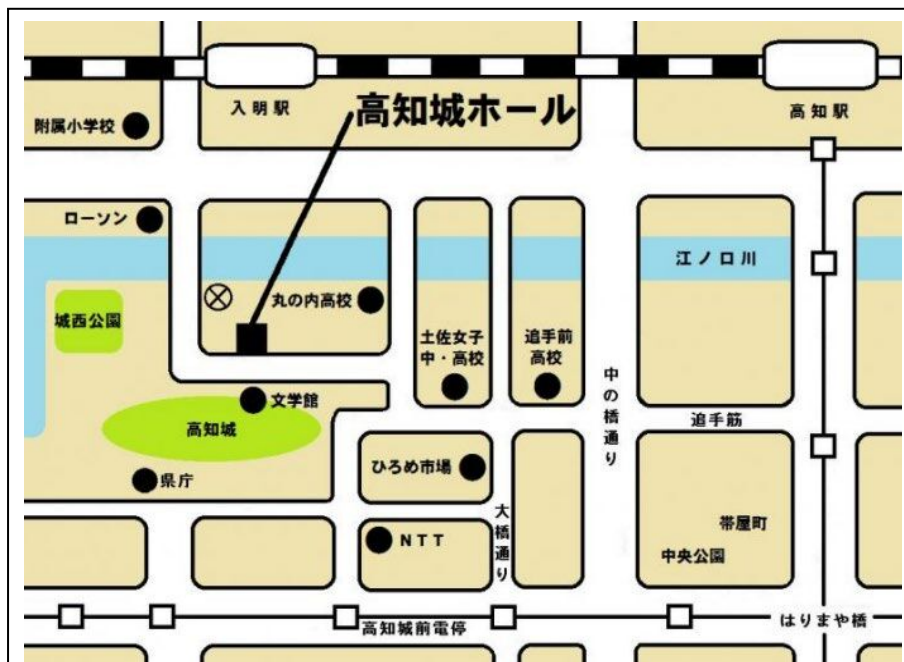 入明駅
高知城ホール
高知駅
附属小学校
ローソン
江ノ口川
丸の内高校
城西公園
土佐女子
中・高校
追手前
高校
中の橋通り
文学館
追手筋
高知城
ひろめ市場
県庁
大橋通り
帯屋町
NTT
中央公園
高知城前電停
はりまや橋